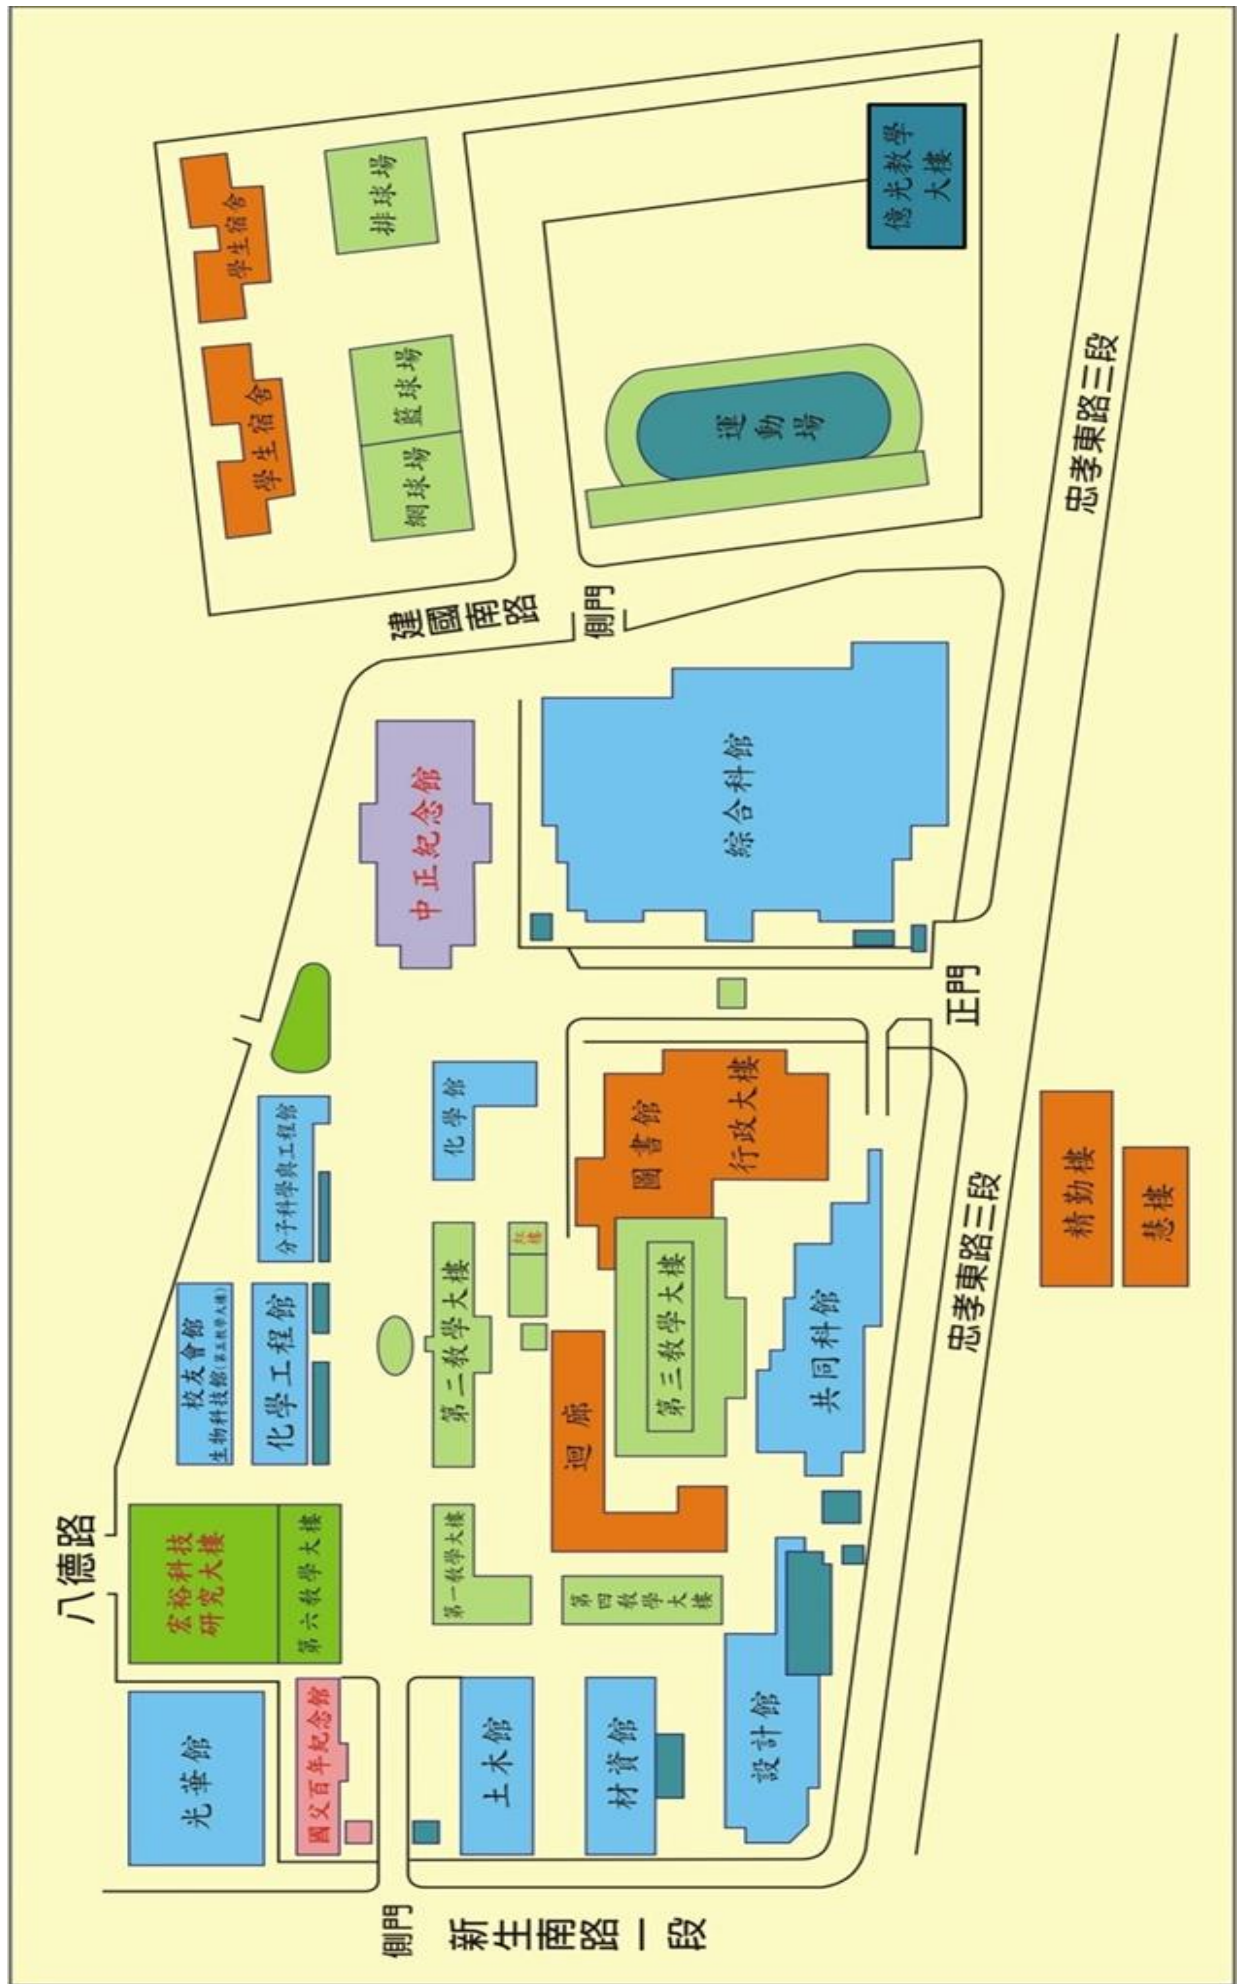 八德路
光華館
宏裕科技
研究大樓
第六教學大樓
校友會館
生物科技館(第五教學大樓)
化學工程館
分子科學與工程館
學生宿舍
學生宿舍
國父百年紀念館
網球場
籃球場
排球場
側門
新生南路一段
第一教學大樓
第二教學大樓
化學館
中正紀念館
建國南路
側門
土木館
第四教學大樓
迴廊
圖書館
行政大樓
材資館
第三教學大樓
綜合科館
運動場
設計館
共同科館
億光教學
大樓
正門
忠孝東路三段
忠孝東路三段
精勤樓
慧樓